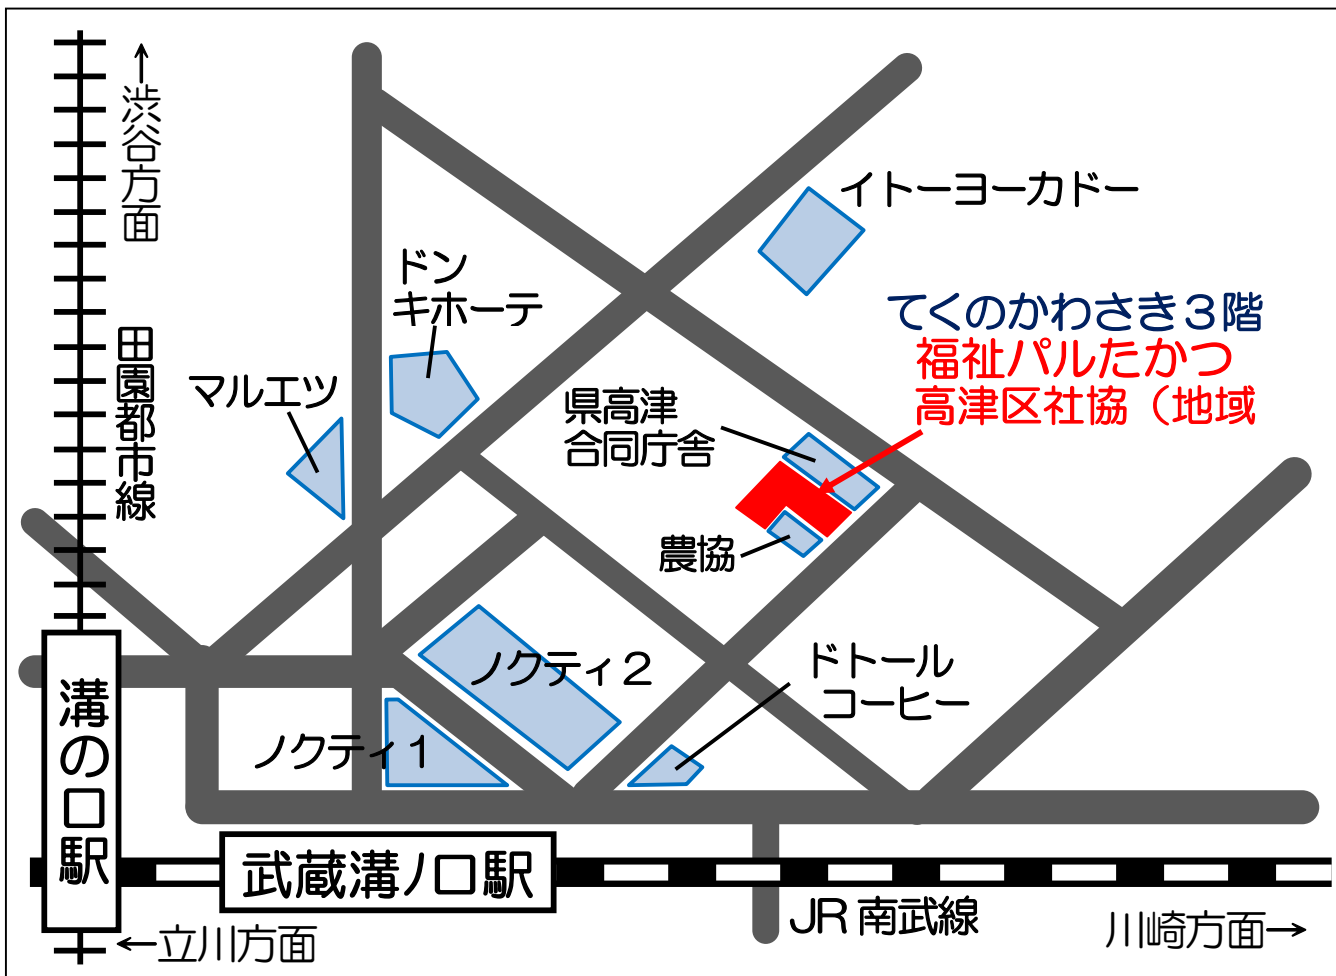 ↑渋谷方面
イトーヨーカドー
ドン
キホーテ
てくのかわさき３階
福祉パルたかつ
高津区社協（地域
田園都市線
マルエツ
県高津
合同庁舎
農協
ノクティ２
ドトール
コーヒー
ノクティ１
溝の口駅
武蔵溝ノ口駅
JR 南武線
←立川方面
川崎方面→